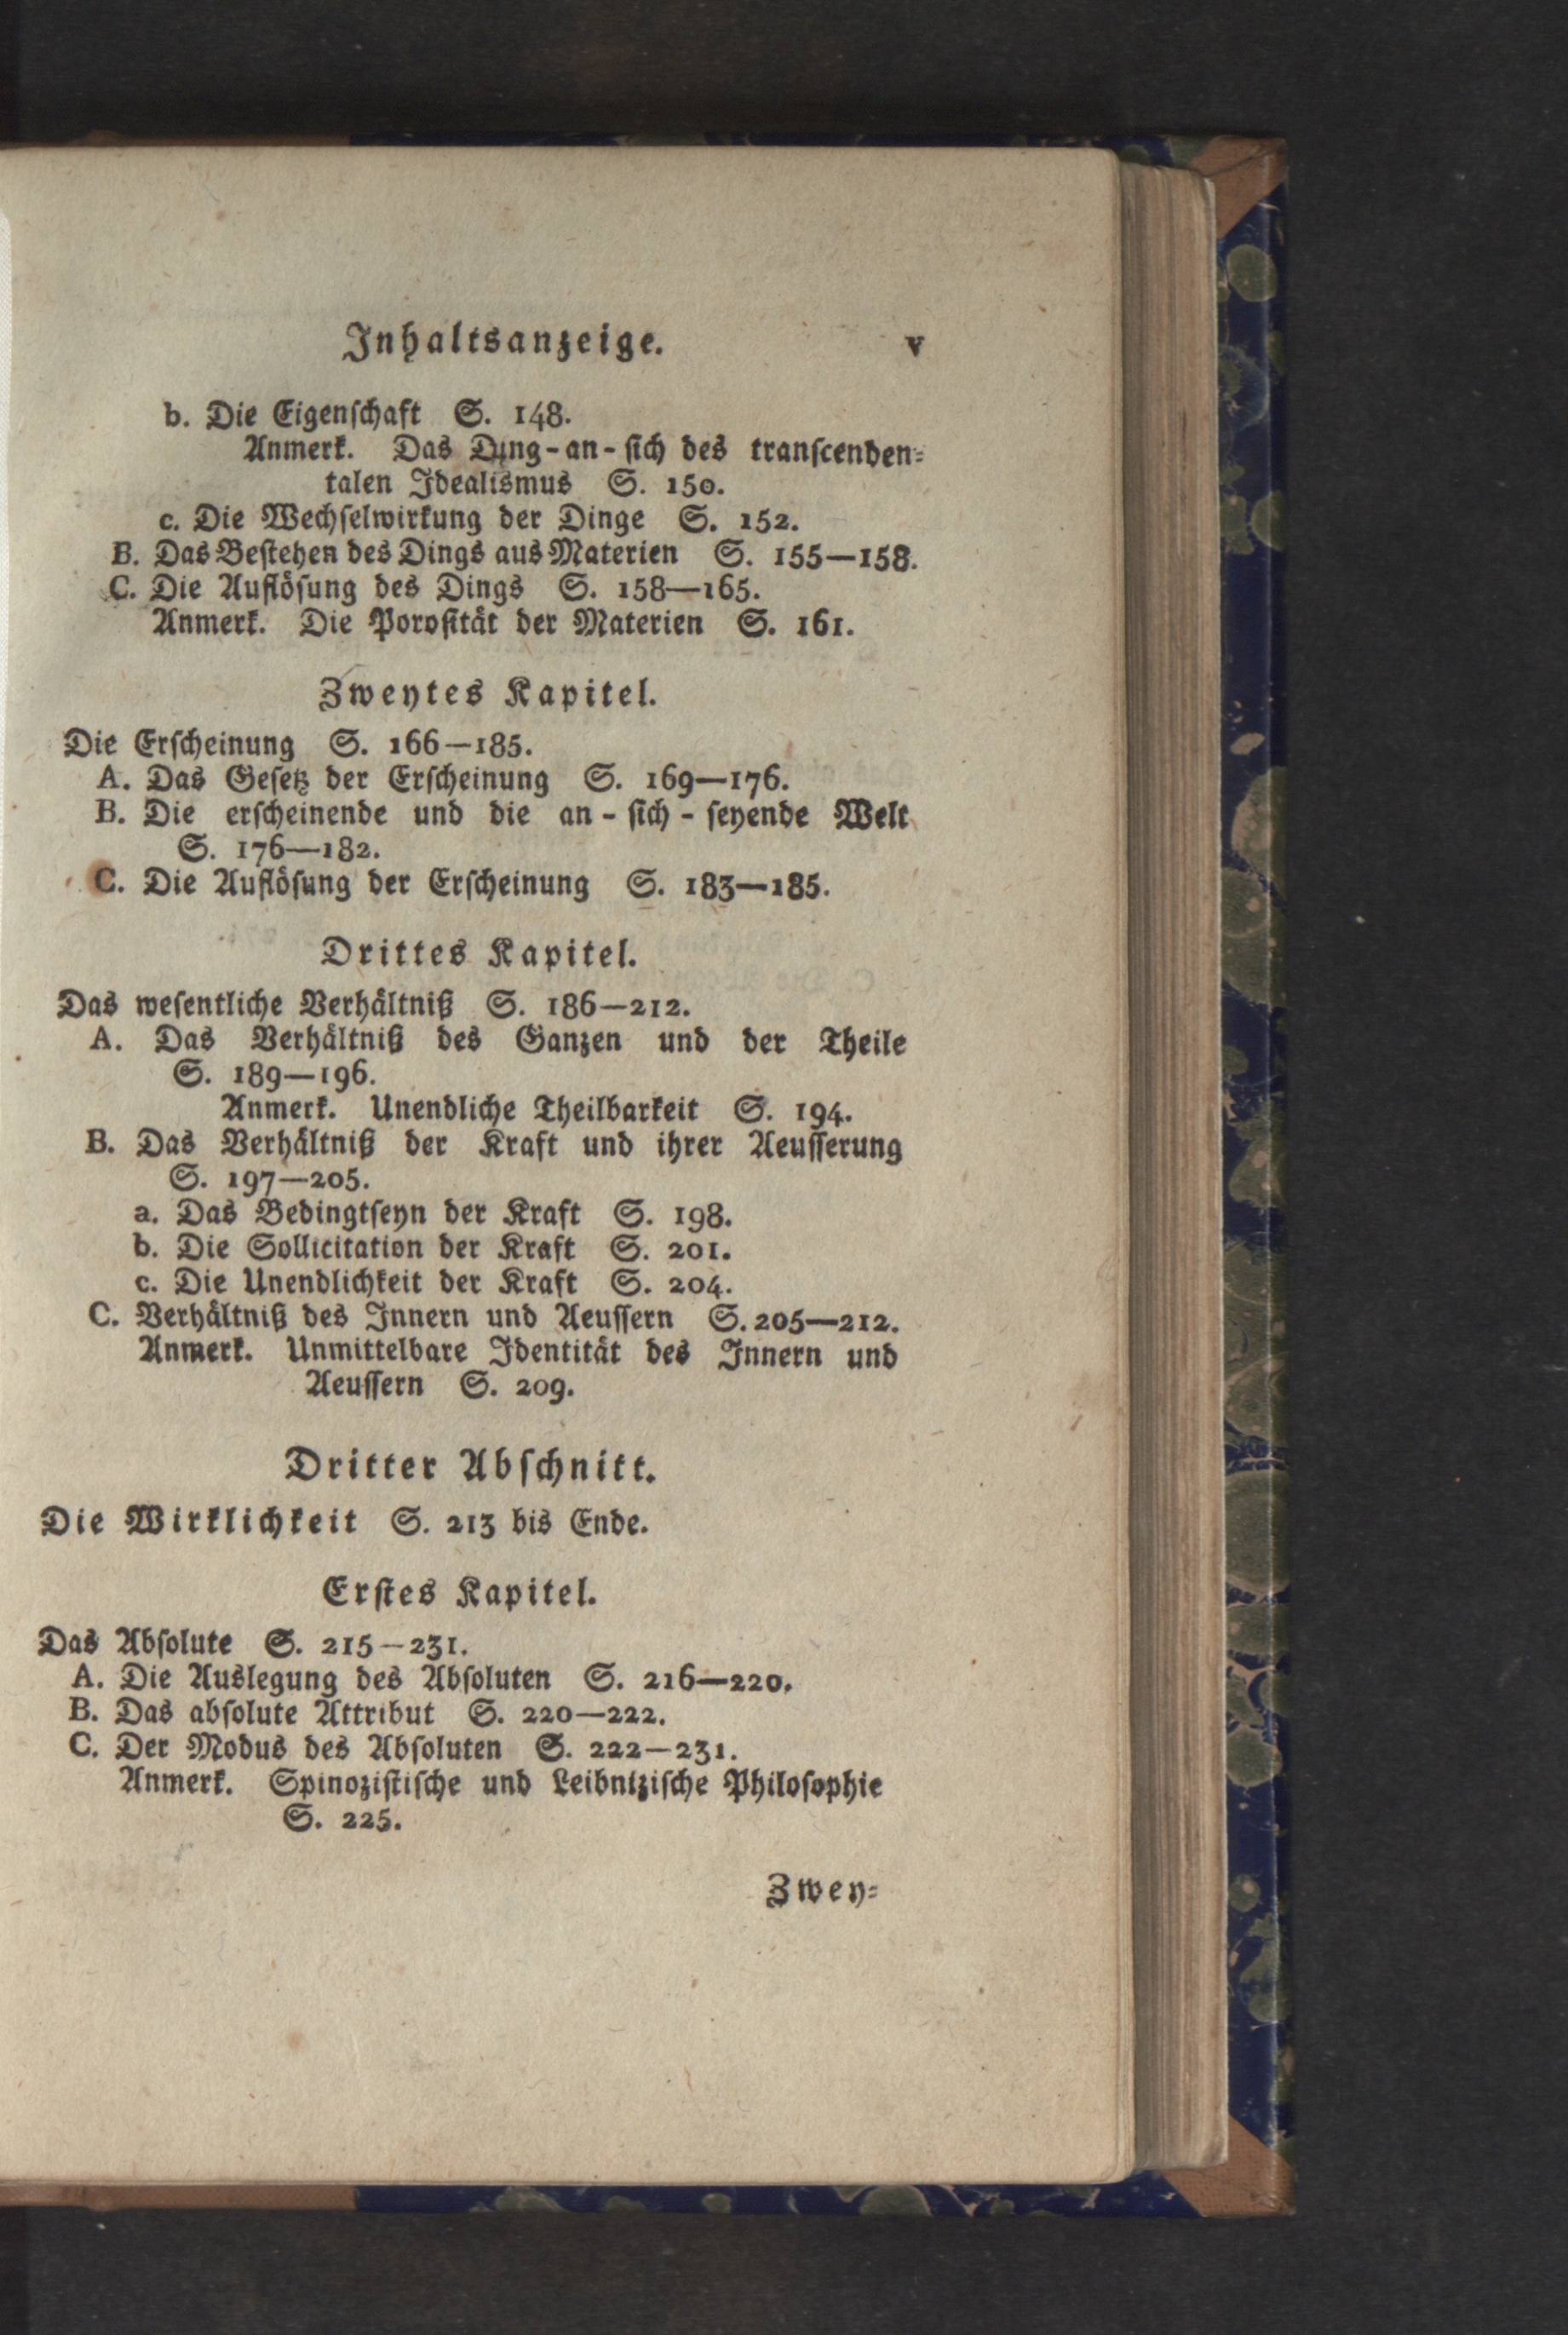 Inhaltsanzeige. v
b. Die Eigenſchaft S. 148.
Anmerk. Das Ding-an-ſich des tranſcenden-
talen Idealismus S. 150.
c. Die Wechſelwirkung der Dinge S. 152.
B. Das Beſtehen des Dings aus Materien S. 155—158.
C. Die Auflöſung des Dings S. 158—165.
Anmerk. Die Poroſität der Materien S. 161.
Zweytes Kapitel.
Die Erſcheinung S. 166—185.
A. Das Geſetz der Erſcheinung S. 169—176.
B. Die erſcheinende und die an-ſich-ſeyende Welt
S. 176—182.
C. Die Auflöſung der Erſcheinung S. 183—185.
Drittes Kapitel.
Das weſentliche Verhältniß S. 186—212.
A. Das Verhältniß des Ganzen und der Theile
S. 189—196.
Anmerk. Unendliche Theilbarkeit S. 194.
B. Das Verhältniß der Kraft und ihrer Aeuſſerung
S. 197—205.
a. Das Bedingtſeyn der Kraft S. 198.
b. Die Sollicitation der Kraft S. 201.
c. Die Unendlichkeit der Kraft S. 204.
C. Verhältniß des Innern und Aeuſſern S. 205—212.
Anmerk. Unmittelbare Identität des Innern und
Aeuſſern S. 209.
Dritter Abſchnitt.
Die Wirklichkeit S. 213 bis Ende.
Erſtes Kapitel.
Das Abſolute S. 215—231.
A. Die Auslegung des Abſoluten S. 216—220.
B. Das abſolute Attribut S. 220—222.
C. Der Modus des Abſoluten S. 222—231.
Anmerk. Spinoziſtiſche und Leibniziſche Philoſophie
S. 225.
Zwey-